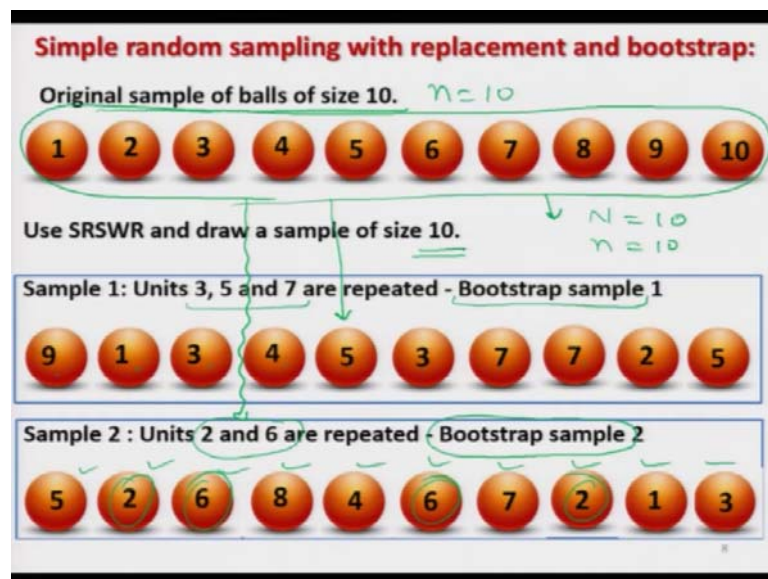 Simple random sampling with replacement and bootstrap:
Original sample of balls of size 10. n = 10
1 2 3 4 5 6 7 8 9 10
N = 10
Use SRSWR and draw a sample of size 10.
n = 10
Sample 1: Units 3, 5 and 7 are repeated - Bootstrap sample 1
9 1 3 4 5 3 7 7 2 5
Sample 2 : Units 2 and 6 are repeated - Bootstrap sample 2
5 2 6 8 4 6 7 2 1 3
8